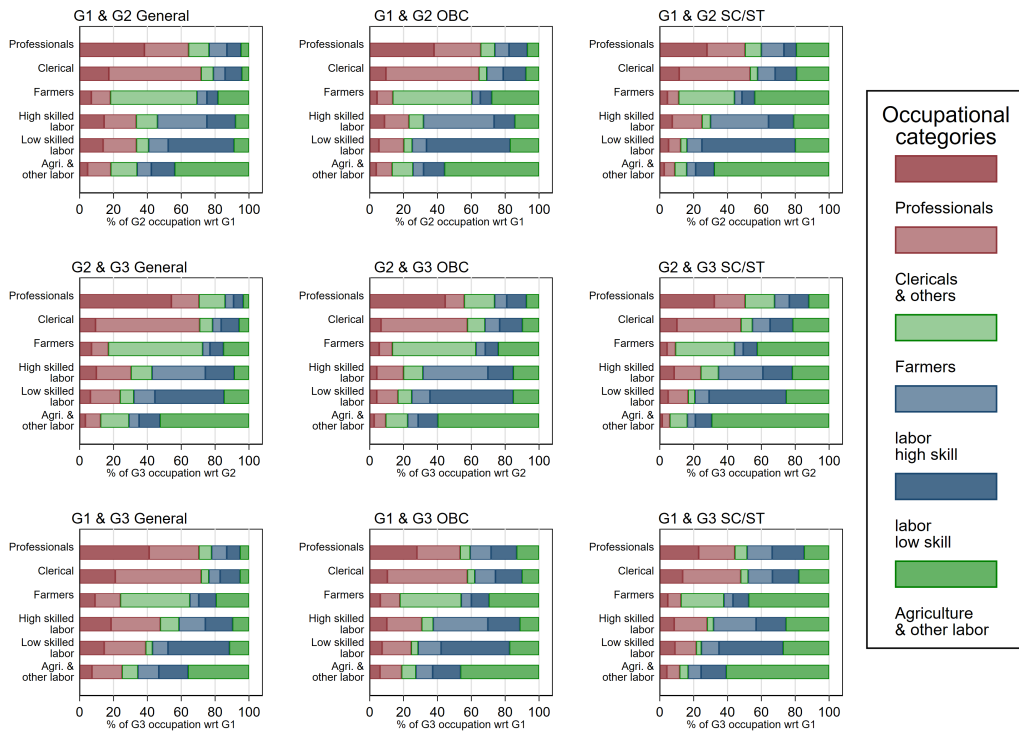 G1 & G2 General
Professionals
Clerical
Farmers
High skilled
labor
Low skilled
labor
Agri. &
other labor
0 20 40 60 80 100
% of G2 occupation wrt G1
G1 & G2 OBC
Professionals
Clerical
Farmers
High skilled
labor
Low skilled
labor
Agri. &
other labor
0 20 40 60 80 100
% of G2 occupation wrt G1
G1 & G2 SC/ST
Professionals
Clerical
Farmers
High skilled
labor
Low skilled
labor
Agri. &
other labor
0 20 40 60 80 100
% of G2 occupation wrt G1
G2 & G3 General
Professionals
Clerical
Farmers
High skilled
labor
Low skilled
labor
Agri. &
other labor
0 20 40 60 80 100
% of G3 occupation wrt G2
G2 & G3 OBC
Professionals
Clerical
Farmers
High skilled
labor
Low skilled
labor
Agri. &
other labor
0 20 40 60 80 100
% of G3 occupation wrt G2
G2 & G3 SC/ST
Professionals
Clerical
Farmers
High skilled
labor
Low skilled
labor
Agri. &
other labor
0 20 40 60 80 100
% of G3 occupation wrt G2
G1 & G3 General
Professionals
Clerical
Farmers
High skilled
labor
Low skilled
labor
Agri. &
other labor
0 20 40 60 80 100
% of G3 occupation wrt G1
G1 & G3 OBC
Professionals
Clerical
Farmers
High skilled
labor
Low skilled
labor
Agri. &
other labor
0 20 40 60 80 100
% of G3 occupation wrt G1
G1 & G3 SC/ST
Professionals
Clerical
Farmers
High skilled
labor
Low skilled
labor
Agri. &
other labor
0 20 40 60 80 100
% of G3 occupation wrt G1
Occupational
categories
Professionals
Clericals
& others
Farmers
labor
high skill
labor
low skill
Agriculture
& other labor